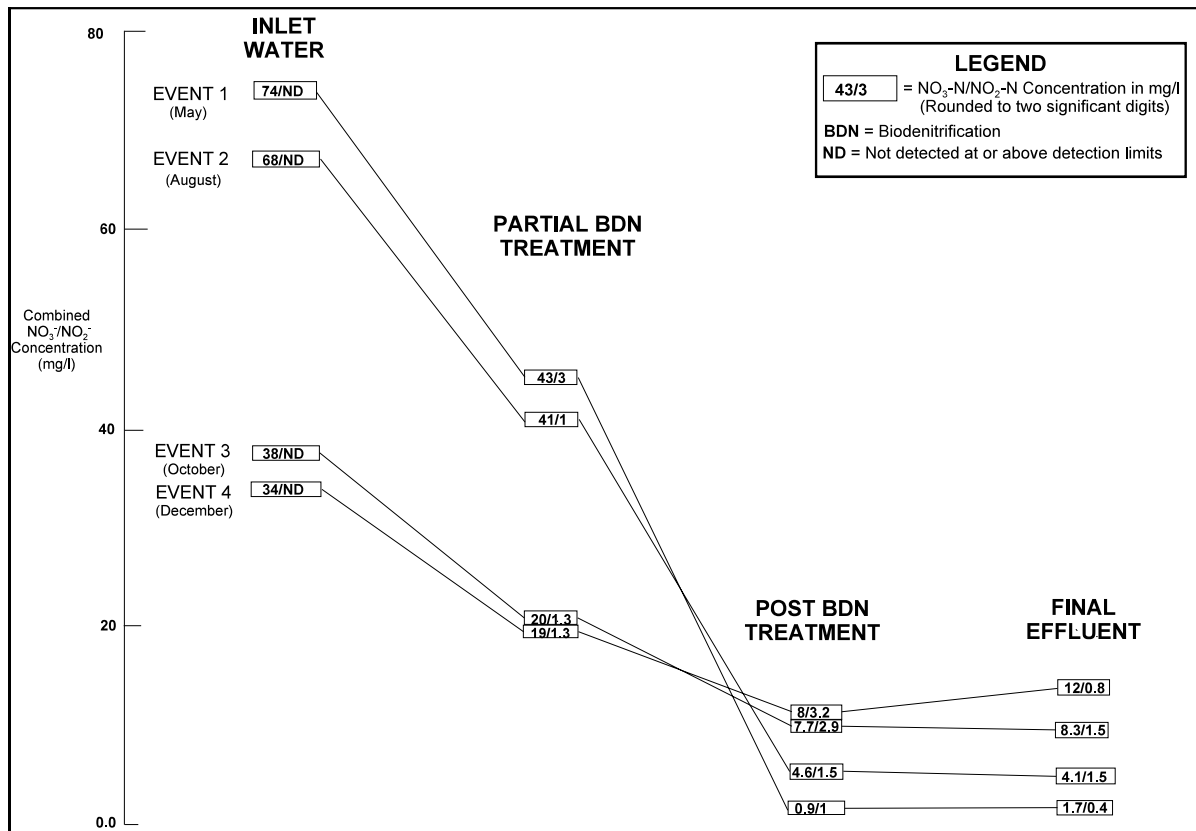 80
60
40
20
0.0
Combined
NO₃⁻/NO₂⁻
Concentration
(mg/l)
INLET
WATER
EVENT 1
(May)
74/ND
EVENT 2
(August)
68/ND
EVENT 3
(October)
38/ND
EVENT 4
(December)
34/ND
PARTIAL BDN
TREATMENT
43/3
41/1
20/1.3
19/1.3
POST BDN
TREATMENT
8/3.2
7.7/2.9
4.6/1.5
0.9/1
FINAL
EFFLUENT
12/0.8
8.3/1.5
4.1/1.5
1.7/0.4
LEGEND
43/3 = NO₃-N/NO₂-N Concentration in mg/l
(Rounded to two significant digits)
BDN = Biodenitrification
ND = Not detected at or above detection limits